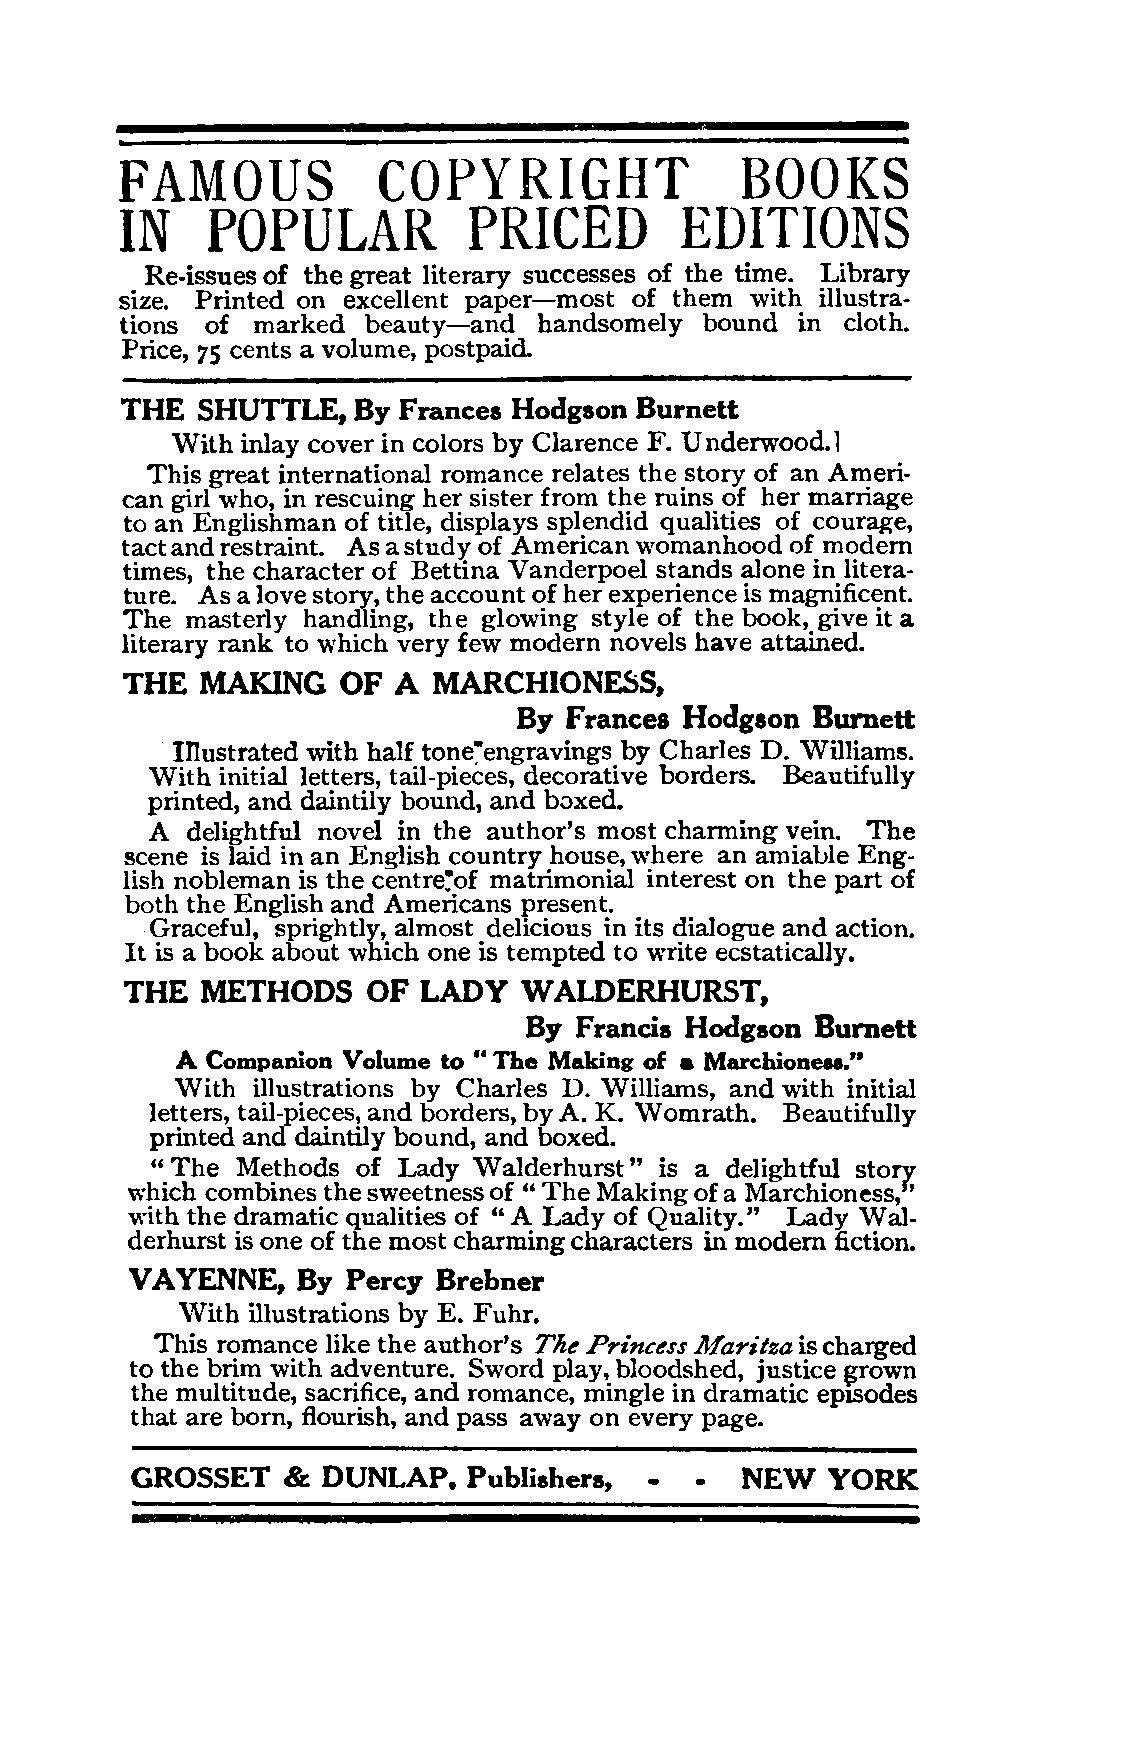 FAMOUS COPYRIGHT BOOKS
IN POPULAR PRICED EDITIONS
Re-issues of the great literary successes of the time. Library
size. Printed on excellent paper—most of them with illustra-
tions of marked beauty—and handsomely bound in cloth.
Price, 75 cents a volume, postpaid.
THE SHUTTLE, By Frances Hodgson Burnett
With inlay cover in colors by Clarence F. Underwood.
This great international romance relates the story of an Ameri-
can girl who, in rescuing her sister from the ruins of her marriage
to an Englishman of title, displays splendid qualities of courage,
tact and restraint. As a study of American womanhood of modern
times, the character of Bettina Vanderpoel stands alone in litera-
ture. As a love story, the account of her experience is magnificent.
The masterly handling, the glowing style of the book, give it a
literary rank to which very few modern novels have attained.
THE MAKING OF A MARCHIONESS,
By Frances Hodgson Burnett
Illustrated with half tone engravings by Charles D. Williams.
With initial letters, tail-pieces, decorative borders. Beautifully
printed, and daintily bound, and boxed.
A delightful novel in the author's most charming vein. The
scene is laid in an English country house, where an amiable Eng-
lish nobleman is the centre of matrimonial interest on the part of
both the English and Americans present.
Graceful, sprightly, almost delicious in its dialogue and action.
It is a book about which one is tempted to write ecstatically.
THE METHODS OF LADY WALDERHURST,
By Francis Hodgson Burnett
A Companion Volume to "The Making of a Marchioness."
With illustrations by Charles D. Williams, and with initial
letters, tail-pieces, and borders, by A. K. Womrath. Beautifully
printed and daintily bound, and boxed.
"The Methods of Lady Walderhurst" is a delightful story
which combines the sweetness of "The Making of a Marchioness,"
with the dramatic qualities of "A Lady of Quality." Lady Wal-
derhurst is one of the most charming characters in modern fiction.
VAYENNE, By Percy Brebner
With illustrations by E. Fuhr.
This romance like the author's The Princess Maritza is charged
to the brim with adventure. Sword play, bloodshed, justice grown
the multitude, sacrifice, and romance, mingle in dramatic episodes
that are born, flourish, and pass away on every page.
GROSSET & DUNLAP, Publishers, - - NEW YORK